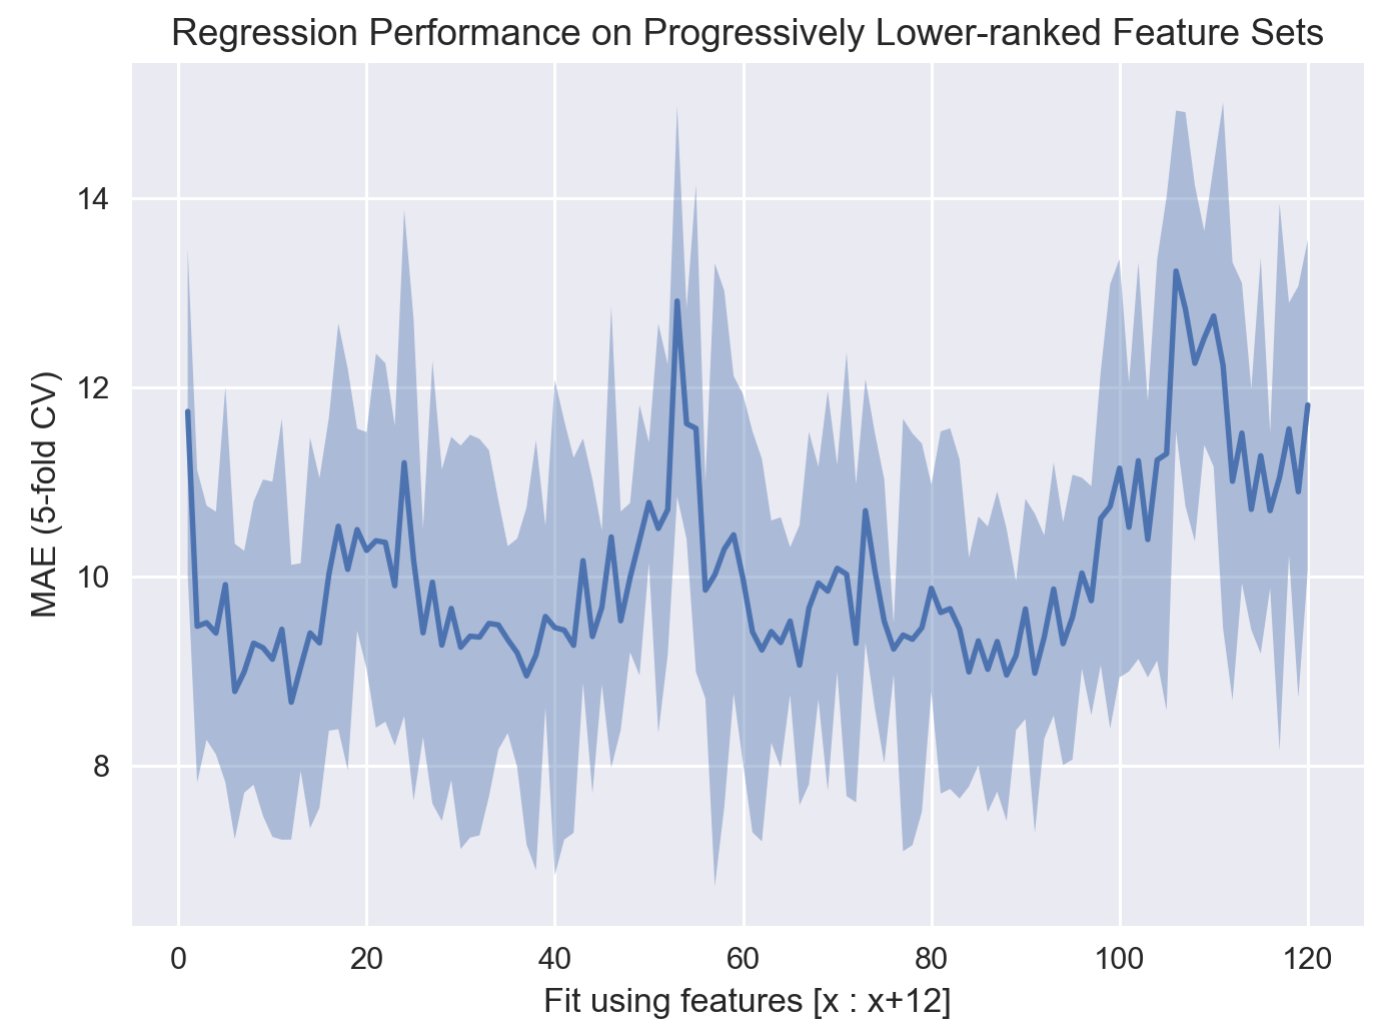 Regression Performance on Progressively Lower-ranked Feature Sets
MAE (5-fold CV)
14
12
10
8
0 20 40 60 80 100 120
Fit using features [x : x+12]